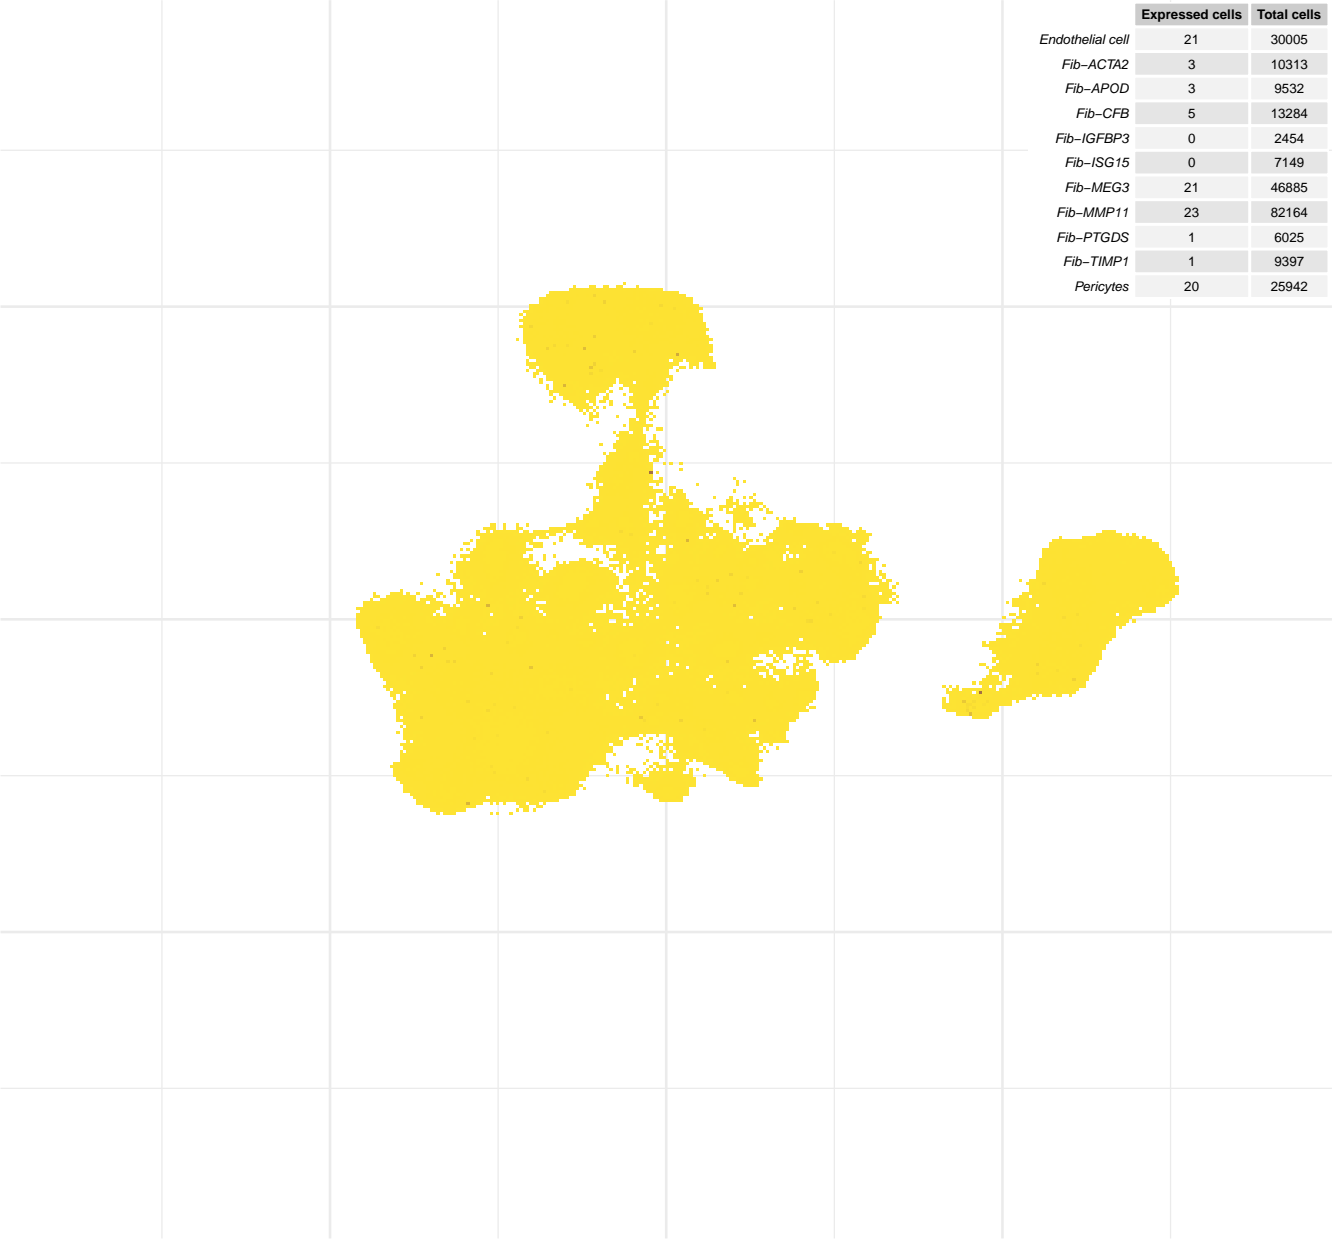 Expressed cells Total cells
Endothelial cell 21 30005
Fib−ACTA2 3 10313
Fib−APOD 3 9532
Fib−CFB 5 13284
Fib−IGFBP3 0 2454
Fib−ISG15 0 7149
Fib−MEG3 21 46885
Fib−MMP11 23 82164
Fib−PTGDS 1 6025
Fib−TIMP1 1 9397
Pericytes 20 25942